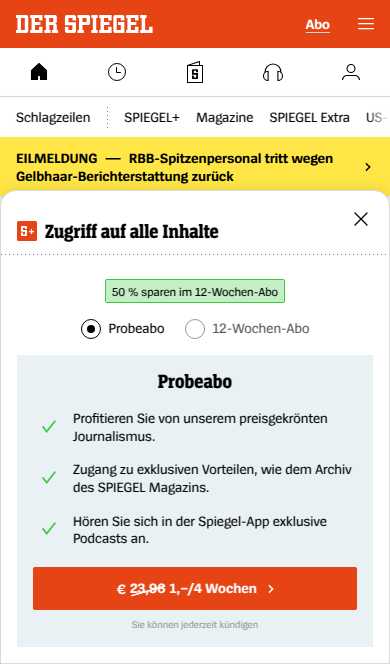 DER SPIEGEL
Abo
Schlagzeilen SPIEGEL+ Magazine SPIEGEL Extra US-
EILMELDUNG — RBB-Spitzenpersonal tritt wegen
Gelbhaar-Berichterstattung zurück
S+ Zugriff auf alle Inhalte
50 % sparen im 12-Wochen-Abo
Probeabo 12-Wochen-Abo
Probeabo
Profitieren Sie von unserem preisgekrönten
Journalismus.
Zugang zu exklusiven Vorteilen, wie dem Archiv
des SPIEGEL Magazins.
Hören Sie sich in der Spiegel-App exklusive
Podcasts an.
€ 23,96 1,–/4 Wochen
Sie können jederzeit kündigen